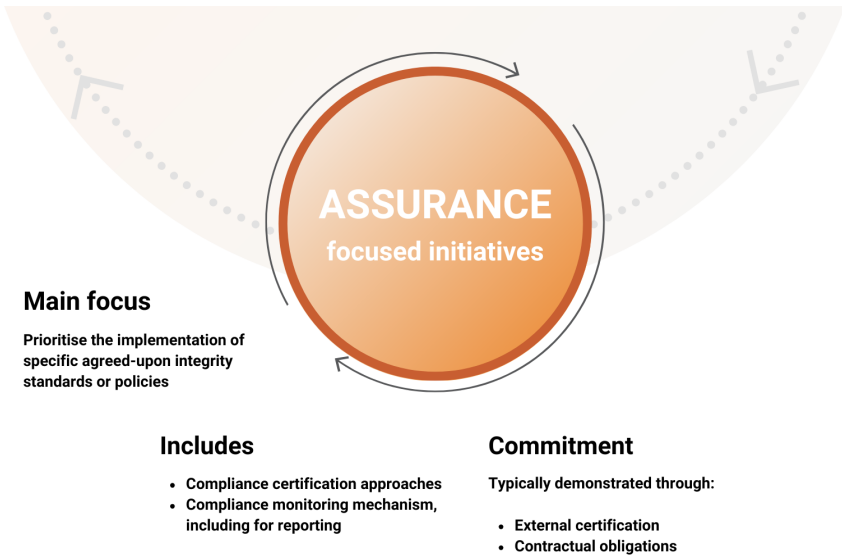 ASSURANCE
focused initiatives
Main focus
Prioritise the implementation of
specific agreed-upon integrity
standards or policies
Includes
• Compliance certification approaches
• Compliance monitoring mechanism,
including for reporting
Commitment
Typically demonstrated through:
• External certification
• Contractual obligations